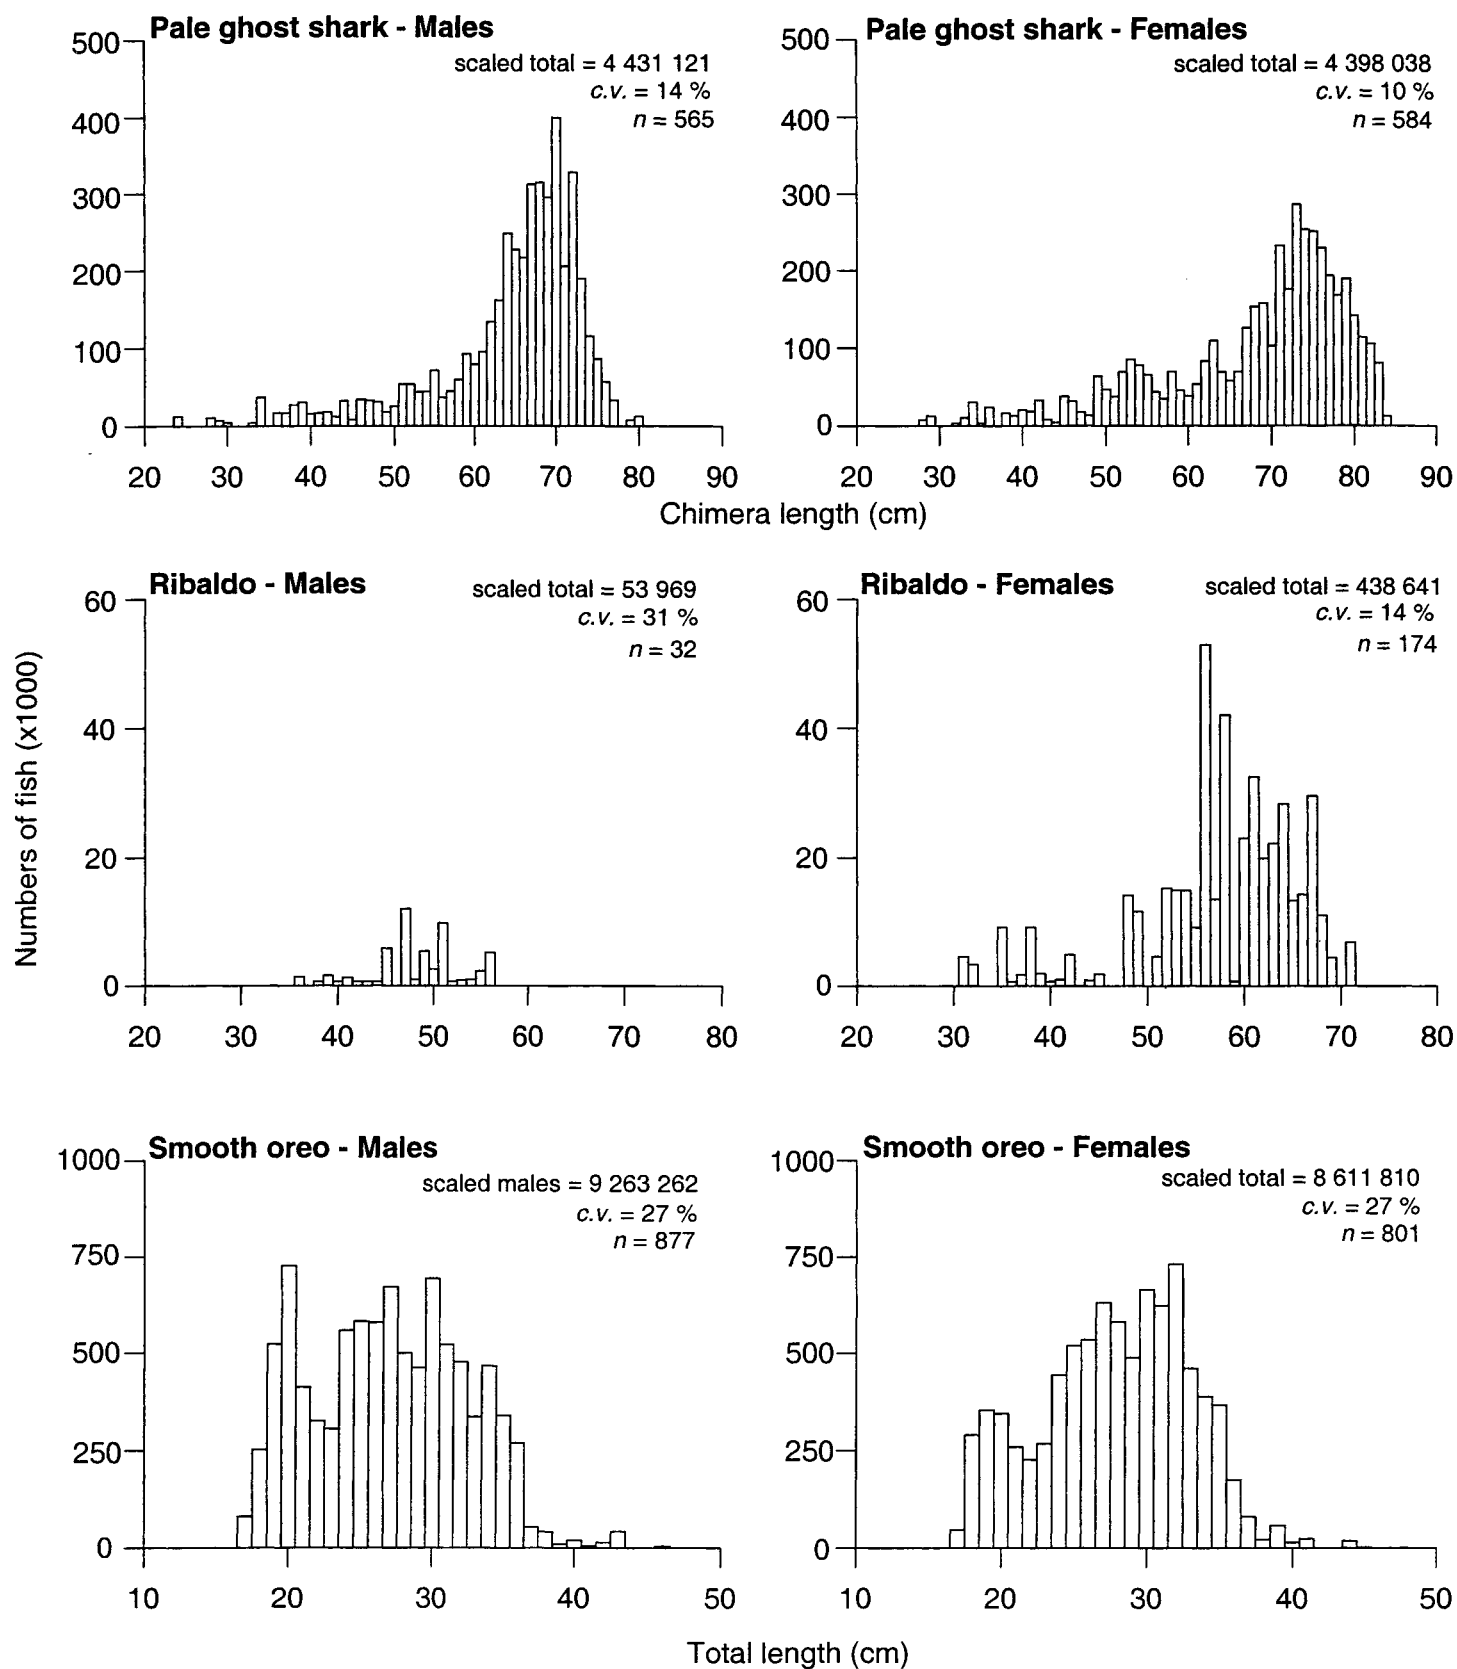 Pale ghost shark - Males
scaled total = 4 431 121
c.v. = 14 %
n = 565
500
400
300
200
100
0
20 30 40 50 60 70 80 90
Pale ghost shark - Females
scaled total = 4 398 038
c.v. = 10 %
n = 584
500
400
300
200
100
0
20 30 40 50 60 70 80 90
Chimera length (cm)
Numbers of fish (x1000)
Ribaldo - Males
scaled total = 53 969
c.v. = 31 %
n = 32
60
40
20
0
20 30 40 50 60 70 80
Ribaldo - Females
scaled total = 438 641
c.v. = 14 %
n = 174
60
40
20
0
20 30 40 50 60 70 80
Smooth oreo - Males
scaled males = 9 263 262
c.v. = 27 %
n = 877
1000
750
500
250
0
10 20 30 40 50
Smooth oreo - Females
scaled total = 8 611 810
c.v. = 27 %
n = 801
1000
750
500
250
0
10 20 30 40 50
Total length (cm)